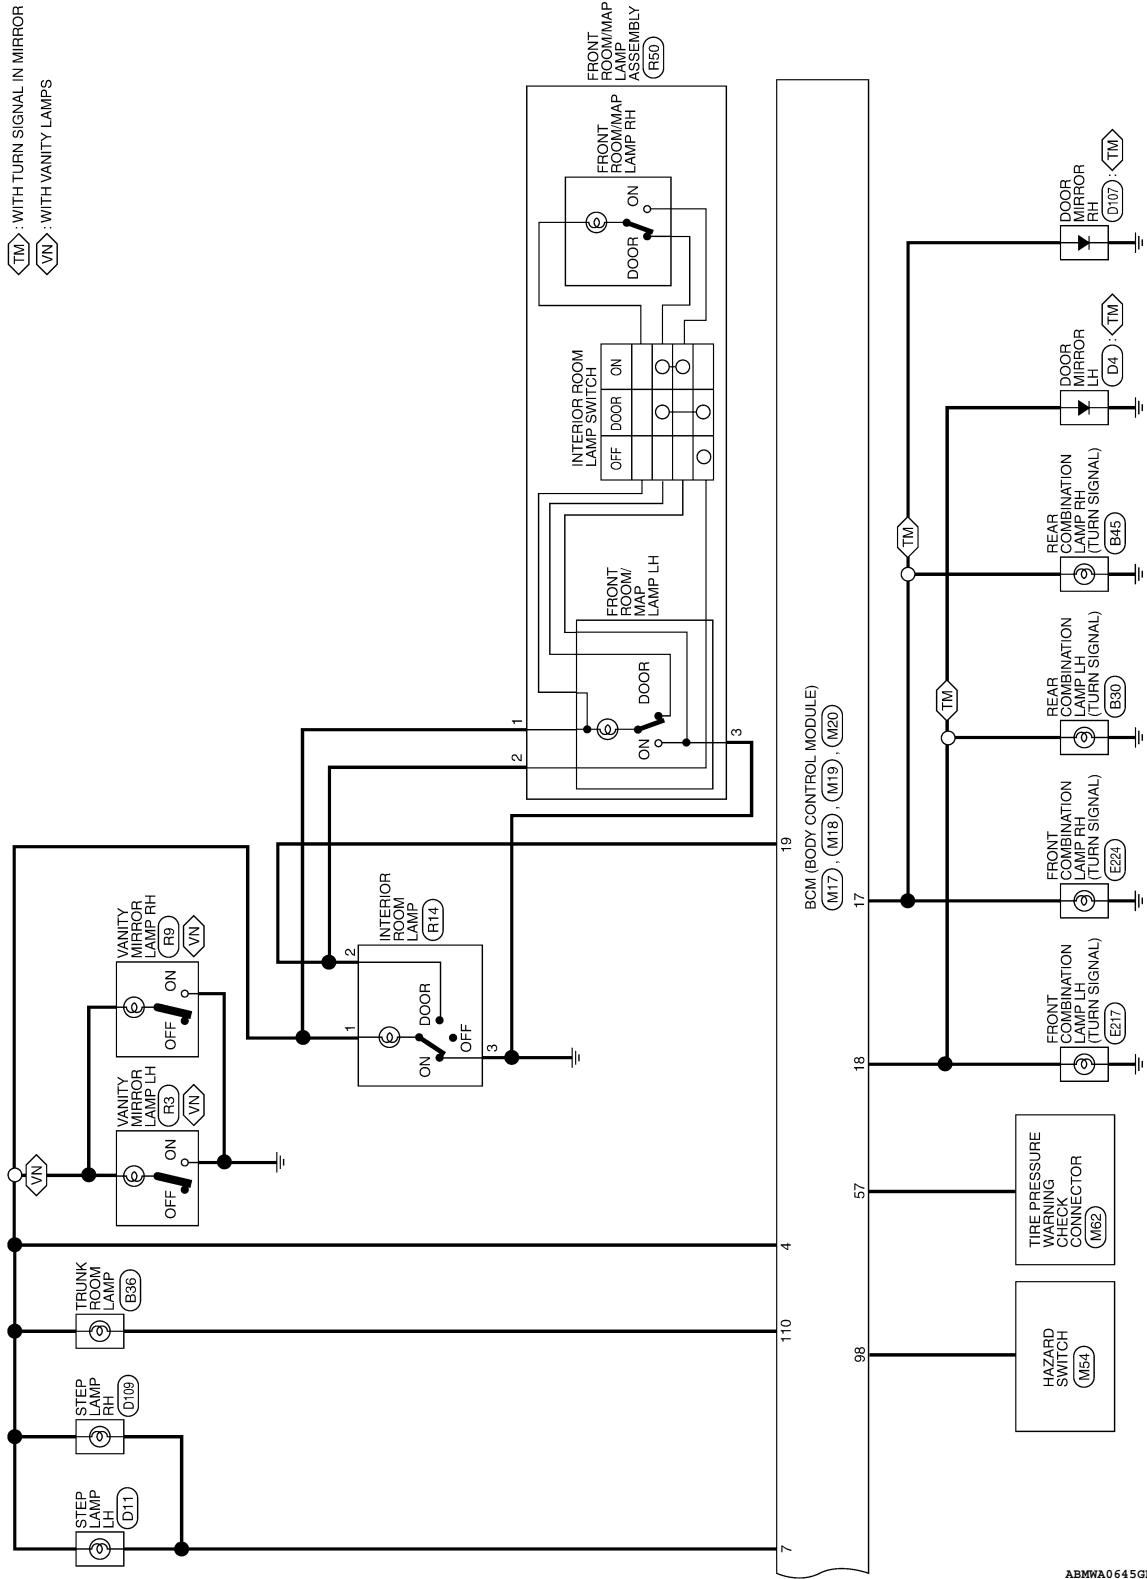 TM : WITH TURN SIGNAL IN MIRROR
VN : WITH VANITY LAMPS
STEP
LAMP
LH
D11
STEP
LAMP
RH
D109
TRUNK
ROOM
LAMP
B36
VN
VANITY
MIRROR
LAMP LH
R3
VN
OFF
ON
VANITY
MIRROR
LAMP RH
R9
VN
OFF
ON
INTERIOR
ROOM
LAMP
R14
1
2
ON
DOOR
OFF
3
FRONT
ROOM/MAP
LAMP
ASSEMBLY
R50
1
2
3
FRONT
ROOM/
MAP
LAMP LH
ON
DOOR
INTERIOR ROOM
LAMP SWITCH
OFF
DOOR
ON
FRONT
ROOM/MAP
LAMP RH
DOOR
ON
7
110
4
19
BCM (BODY CONTROL MODULE)
M17 , M18 , M19 , M20
98
57
18
17
TM
TM
HAZARD
SWITCH
M54
TIRE PRESSURE
WARNING
CHECK
CONNECTOR
M62
FRONT
COMBINATION
LAMP LH
(TURN SIGNAL)
E217
FRONT
COMBINATION
LAMP RH
(TURN SIGNAL)
E224
REAR
COMBINATION
LAMP LH
(TURN SIGNAL)
B30
REAR
COMBINATION
LAMP RH
(TURN SIGNAL)
B45
DOOR
MIRROR
LH
D4 : TM
DOOR
MIRROR
RH
D107 : TM